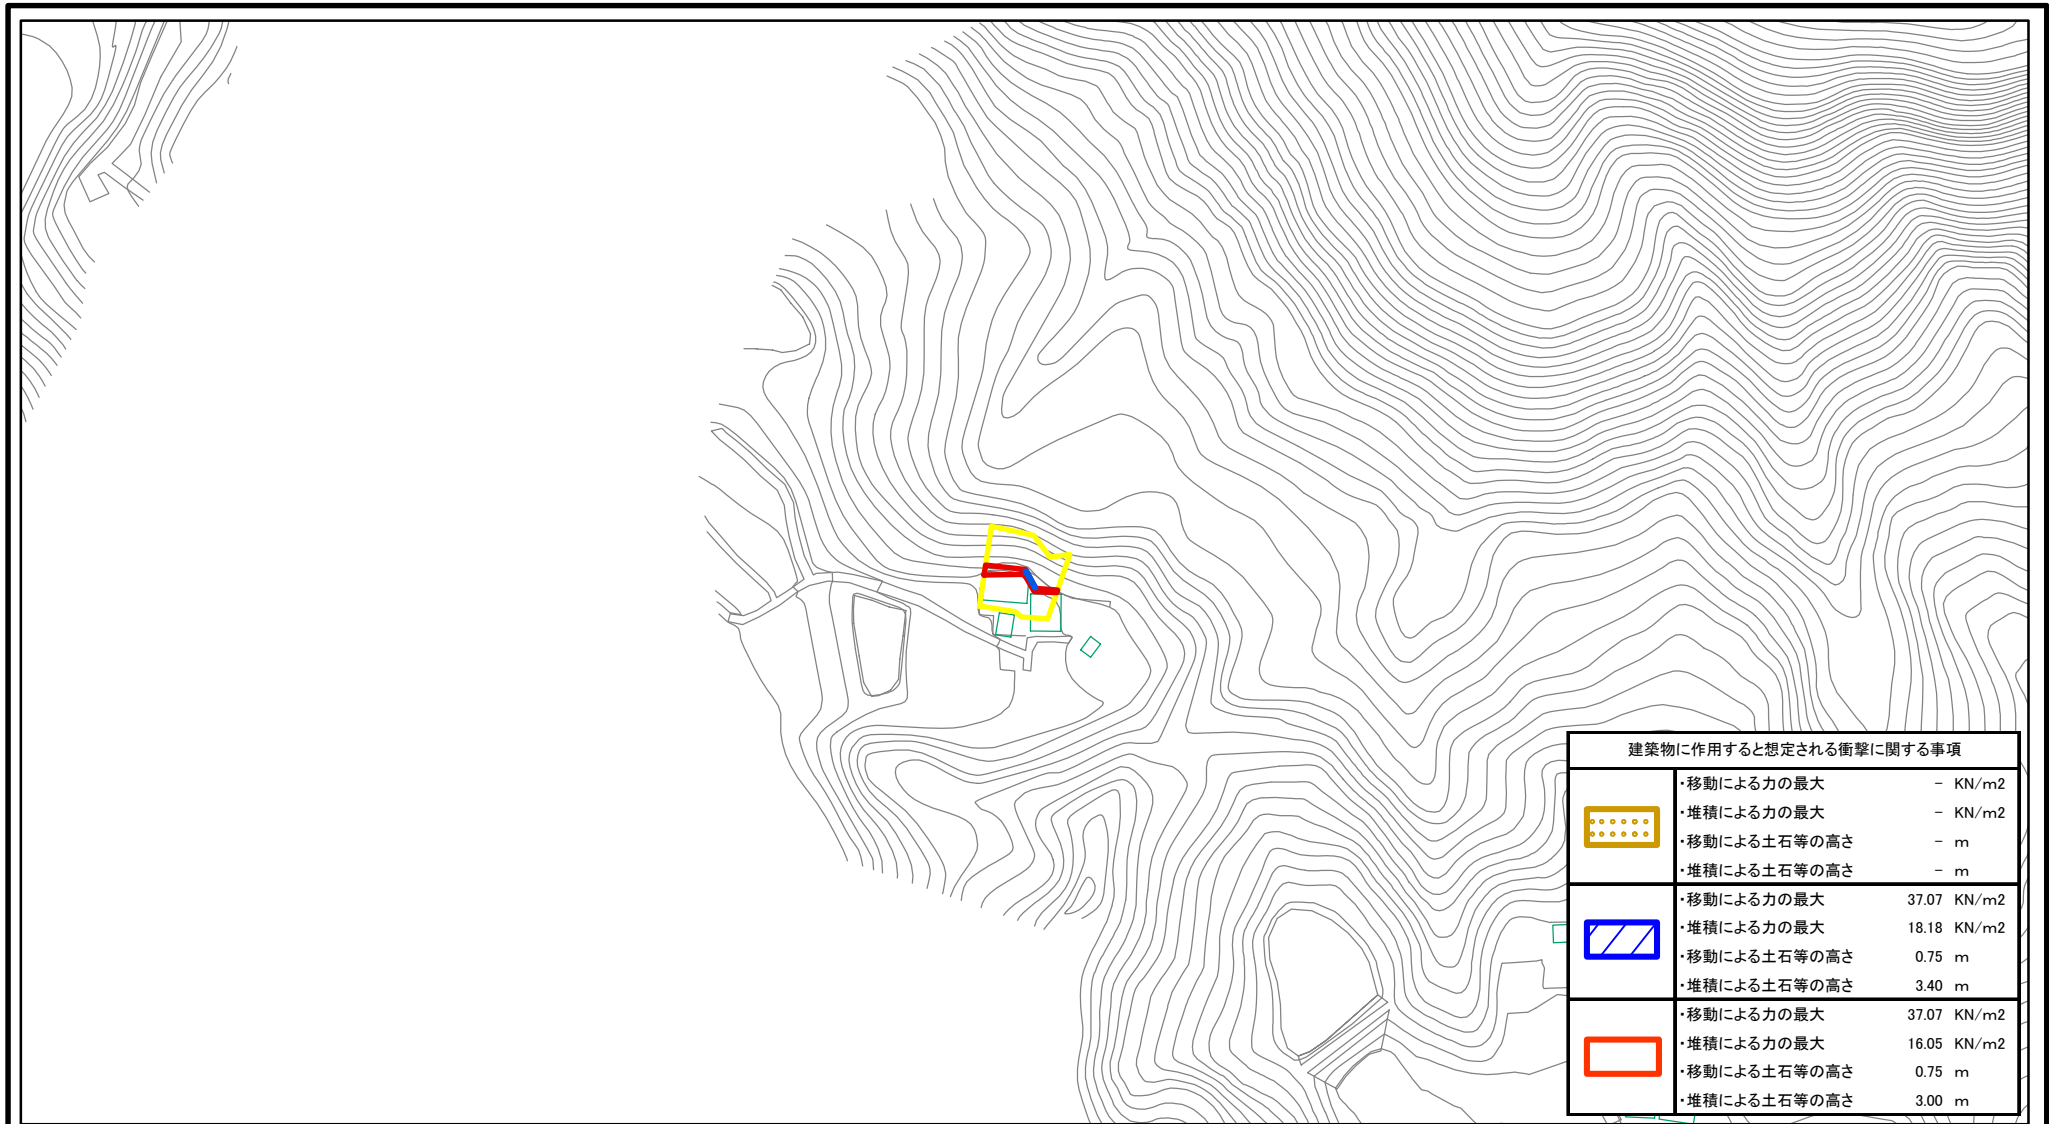 建築物に作用すると想定される衝撃に関する事項
・移動による力の最大 － KN/m2
・堆積による力の最大 － KN/m2
・移動による土石等の高さ － m
・堆積による土石等の高さ － m
・移動による力の最大 37.07 KN/m2
・堆積による力の最大 18.18 KN/m2
・移動による土石等の高さ 0.75 m
・堆積による土石等の高さ 3.40 m
・移動による力の最大 37.07 KN/m2
・堆積による力の最大 16.05 KN/m2
・移動による土石等の高さ 0.75 m
・堆積による土石等の高さ 3.00 m